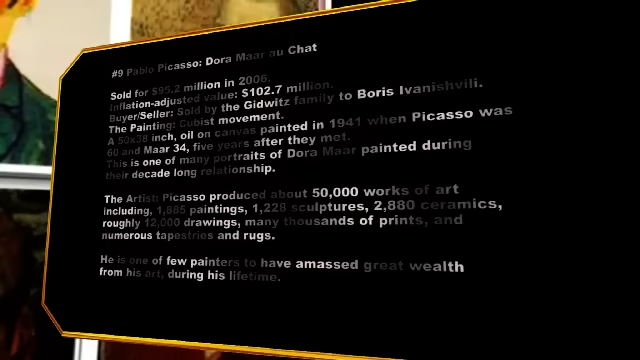 #9 Pablo Picasso: Dora Maar au Chat
Sold for $95.2 million in 2006.
Inflation-adjusted value: $102.7 million.
Buyer/Seller: Sold by the Gidwitz family to Boris Ivanishvili.
The Painting: Cubist movement.
A 50x38 inch, oil on canvas painted in 1941 when Picasso was
60 and Maar 34, five years after they met.
This is one of many portraits of Dora Maar painted during
their decade long relationship.
The Artist: Picasso produced about 50,000 works of art
including, 1,885 paintings, 1,228 sculptures, 2,880 ceramics,
roughly 12,000 drawings, many thousands of prints, and
numerous tapestries and rugs.
He is one of few painters to have amassed great wealth
from his art, during his lifetime.